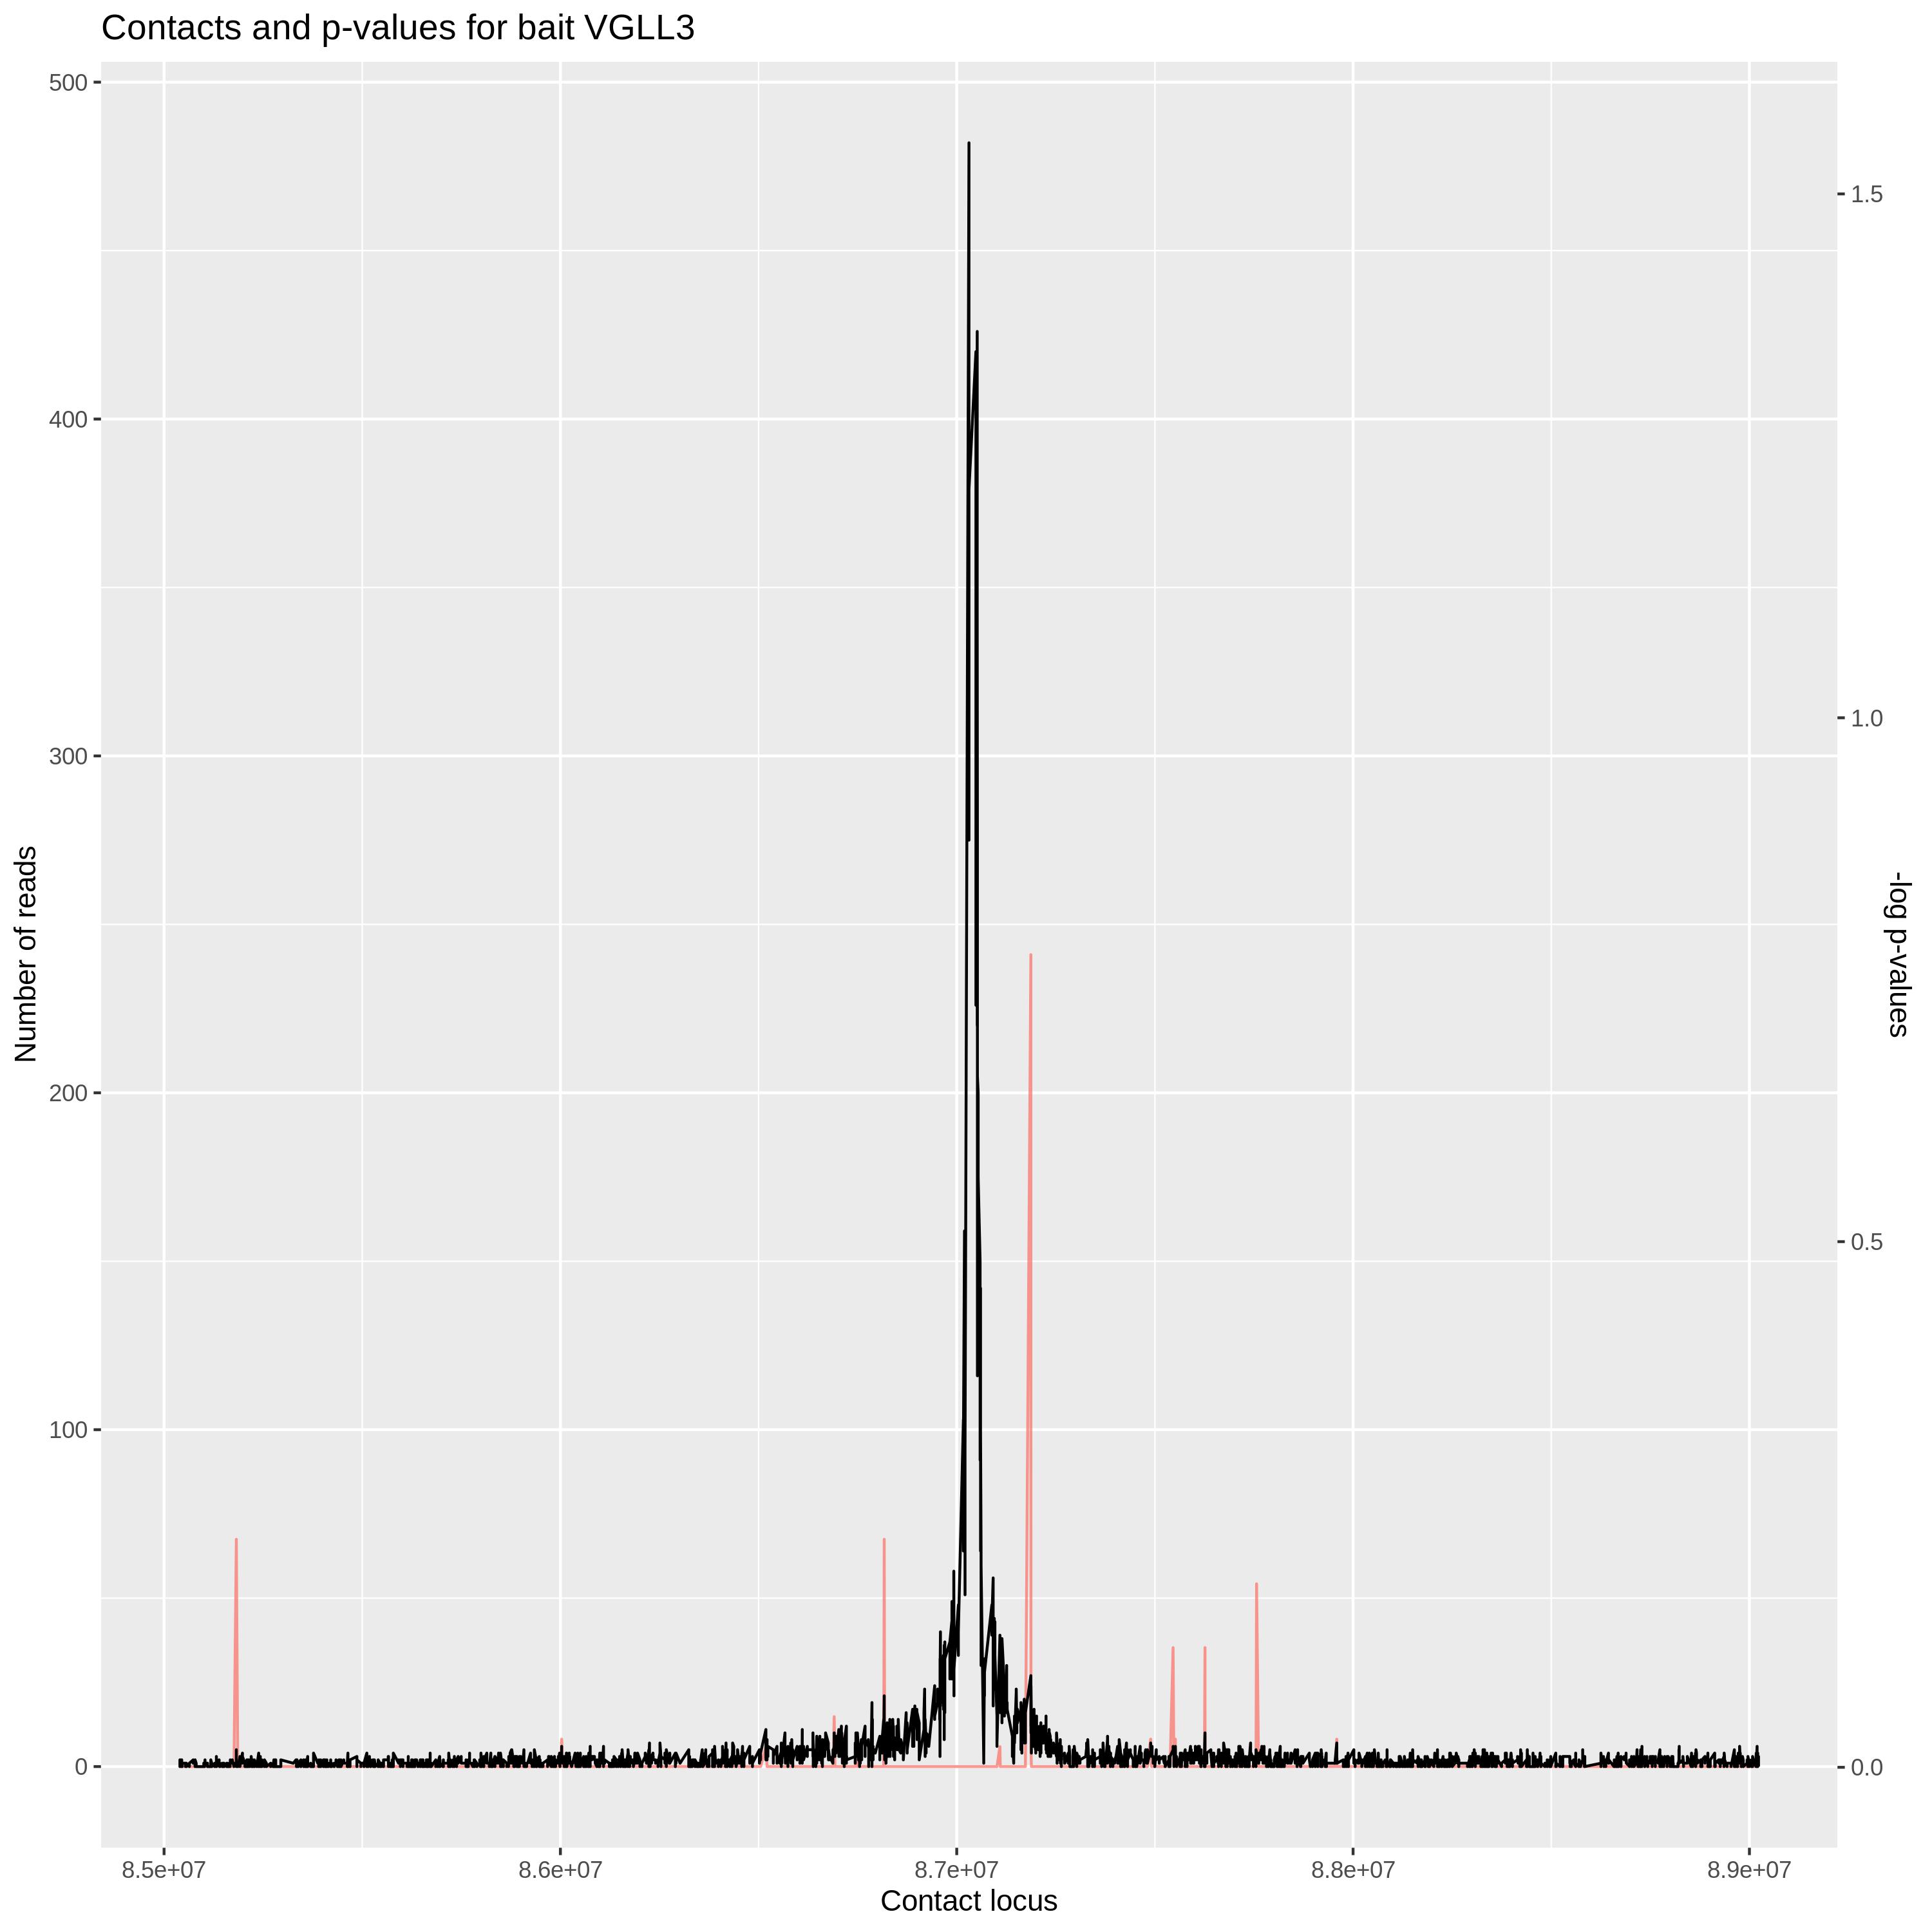 Contacts and p-values for bait VGLL3
500
400
300
200
100
0
Number of reads
1.5
1.0
0.5
0.0
-log p-values
8.5e+07 8.6e+07 8.7e+07 8.8e+07 8.9e+07
Contact locus